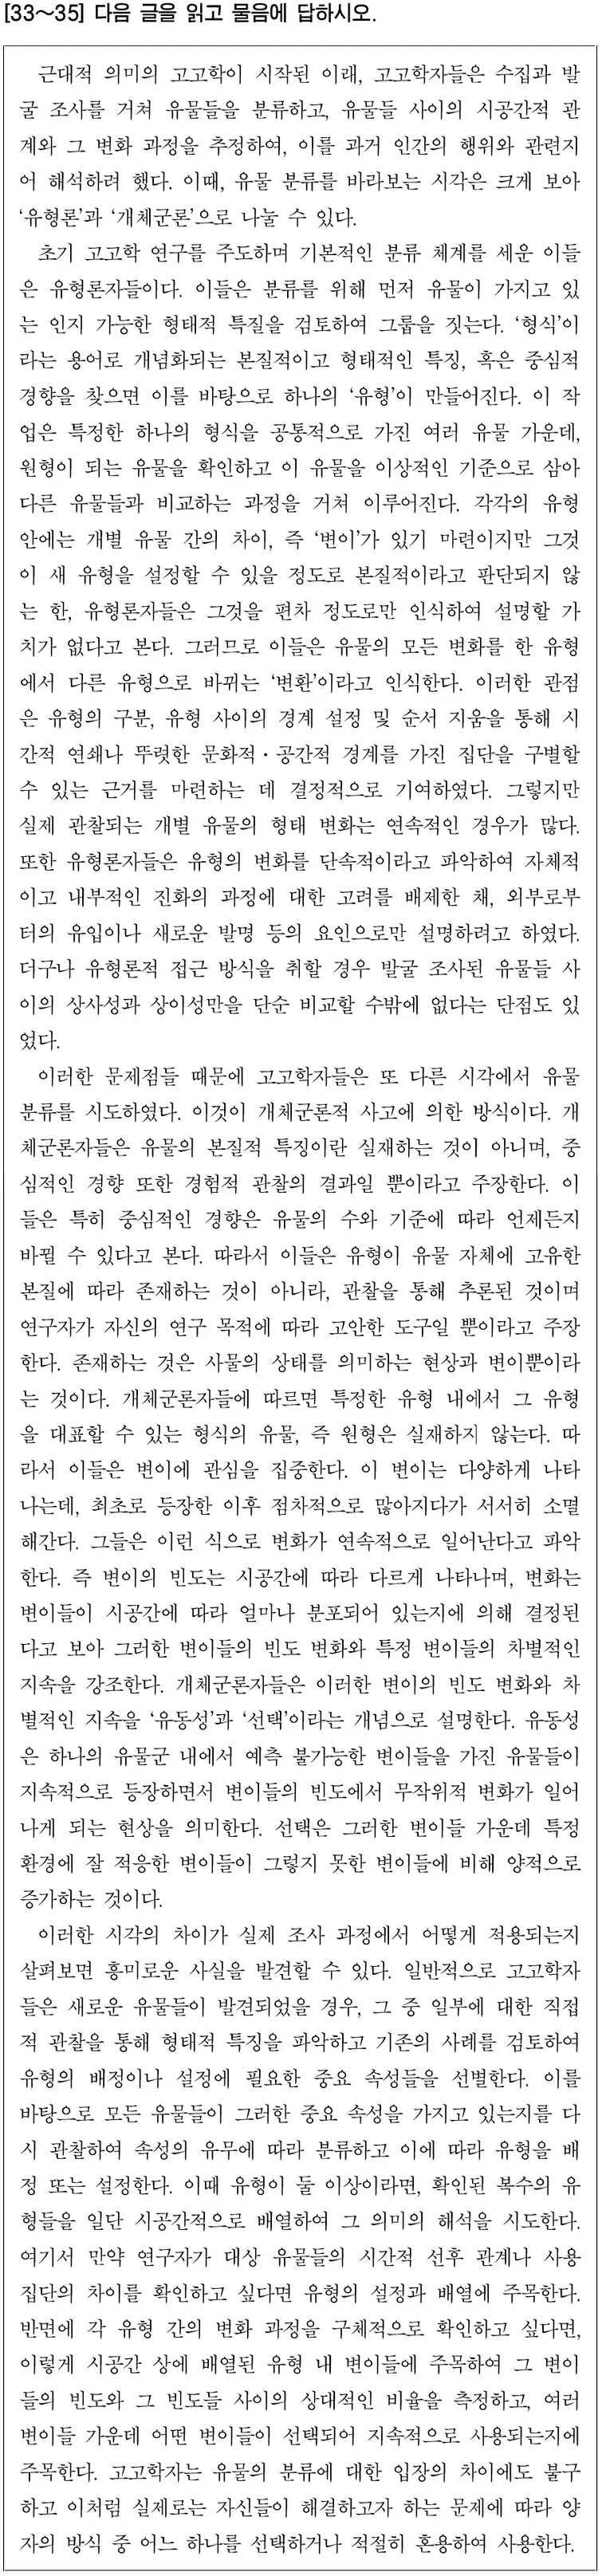 [33～35] 다음 글을 읽고 물음에 답하시오.
근대적 의미의 고고학이 시작된 이래, 고고학자들은 수집과 발
굴 조사를 거쳐 유물들을 분류하고, 유물들 사이의 시공간적 관
계와 그 변화 과정을 추정하여, 이를 과거 인간의 행위와 관련지
어 해석하려 했다. 이때, 유물 분류를 바라보는 시각은 크게 보아
‘유형론’과 ‘개체군론’으로 나눌 수 있다.
초기 고고학 연구를 주도하며 기본적인 분류 체계를 세운 이들
은 유형론자들이다. 이들은 분류를 위해 먼저 유물이 가지고 있
는 인지 가능한 형태적 특질을 검토하여 그룹을 짓는다. ‘형식’이
라는 용어로 개념화되는 본질적이고 형태적인 특징, 혹은 중심적
경향을 찾으면 이를 바탕으로 하나의 ‘유형’이 만들어진다. 이 작
업은 특정한 하나의 형식을 공통적으로 가진 여러 유물 가운데,
원형이 되는 유물을 확인하고 이 유물을 이상적인 기준으로 삼아
다른 유물들과 비교하는 과정을 거쳐 이루어진다. 각각의 유형
안에는 개별 유물 간의 차이, 즉 ‘변이’가 있기 마련이지만 그것
이 새 유형을 설정할 수 있을 정도로 본질적이라고 판단되지 않
는 한, 유형론자들은 그것을 편차 정도로만 인식하여 설명할 가
치가 없다고 본다. 그러므로 이들은 유물의 모든 변화를 한 유형
에서 다른 유형으로 바뀌는 ‘변환’이라고 인식한다. 이러한 관점
은 유형의 구분, 유형 사이의 경계 설정 및 순서 지움을 통해 시
간적 연쇄나 뚜렷한 문화적·공간적 경계를 가진 집단을 구별할
수 있는 근거를 마련하는 데 결정적으로 기여하였다. 그렇지만
실제 관찰되는 개별 유물의 형태 변화는 연속적인 경우가 많다.
또한 유형론자들은 유형의 변화를 단속적이라고 파악하여 자체적
이고 내부적인 진화의 과정에 대한 고려를 배제한 채, 외부로부
터의 유입이나 새로운 발명 등의 요인으로만 설명하려고 하였다.
더구나 유형론적 접근 방식을 취할 경우 발굴 조사된 유물들 사
이의 상사성과 상이성만을 단순 비교할 수밖에 없다는 단점도 있
었다.
이러한 문제점들 때문에 고고학자들은 또 다른 시각에서 유물
분류를 시도하였다. 이것이 개체군론적 사고에 의한 방식이다. 개
체군론자들은 유물의 본질적 특징이란 실재하는 것이 아니며, 중
심적인 경향 또한 경험적 관찰의 결과일 뿐이라고 주장한다. 이
들은 특히 중심적인 경향은 유물의 수와 기준에 따라 언제든지
바뀔 수 있다고 본다. 따라서 이들은 유형이 유물 자체에 고유한
본질에 따라 존재하는 것이 아니라, 관찰을 통해 추론된 것이며
연구자가 자신의 연구 목적에 따라 고안한 도구일 뿐이라고 주장
한다. 존재하는 것은 사물의 상태를 의미하는 현상과 변이뿐이라
는 것이다. 개체군론자들에 따르면 특정한 유형 내에서 그 유형
을 대표할 수 있는 형식의 유물, 즉 원형은 실재하지 않는다. 따
라서 이들은 변이에 관심을 집중한다. 이 변이는 다양하게 나타
나는데, 최초로 등장한 이후 점차적으로 많아지다가 서서히 소멸
해간다. 그들은 이런 식으로 변화가 연속적으로 일어난다고 파악
한다. 즉 변이의 빈도는 시공간에 따라 다르게 나타나며, 변화는
변이들이 시공간에 따라 얼마나 분포되어 있는지에 의해 결정된
다고 보아 그러한 변이들의 빈도 변화와 특정 변이들의 차별적인
지속을 강조한다. 개체군론자들은 이러한 변이의 빈도 변화와 차
별적인 지속을 ‘유동성’과 ‘선택’이라는 개념으로 설명한다. 유동성
은 하나의 유물군 내에서 예측 불가능한 변이들을 가진 유물들이
지속적으로 등장하면서 변이들의 빈도에서 무작위적 변화가 일어
나게 되는 현상을 의미한다. 선택은 그러한 변이들 가운데 특정
환경에 잘 적응한 변이들이 그렇지 못한 변이들에 비해 양적으로
증가하는 것이다.
이러한 시각의 차이가 실제 조사 과정에서 어떻게 적용되는지
살펴보면 흥미로운 사실을 발견할 수 있다. 일반적으로 고고학자
들은 새로운 유물들이 발견되었을 경우, 그 중 일부에 대한 직접
적 관찰을 통해 형태적 특징을 파악하고 기존의 사례를 검토하여
유형의 배정이나 설정에 필요한 중요 속성들을 선별한다. 이를
바탕으로 모든 유물들이 그러한 중요 속성을 가지고 있는지를 다
시 관찰하여 속성의 유무에 따라 분류하고 이에 따라 유형을 배
정 또는 설정한다. 이때 유형이 둘 이상이라면, 확인된 복수의 유
형들을 일단 시공간적으로 배열하여 그 의미의 해석을 시도한다.
여기서 만약 연구자가 대상 유물들의 시간적 선후 관계나 사용
집단의 차이를 확인하고 싶다면 유형의 설정과 배열에 주목한다.
반면에 각 유형 간의 변화 과정을 구체적으로 확인하고 싶다면,
이렇게 시공간 상에 배열된 유형 내 변이들에 주목하여 그 변이
들의 빈도와 그 빈도들 사이의 상대적인 비율을 측정하고, 여러
변이들 가운데 어떤 변이들이 선택되어 지속적으로 사용되는지에
주목한다. 고고학자는 유물의 분류에 대한 입장의 차이에도 불구
하고 이처럼 실제로는 자신들이 해결하고자 하는 문제에 따라 양
자의 방식 중 어느 하나를 선택하거나 적절히 혼용하여 사용한다.